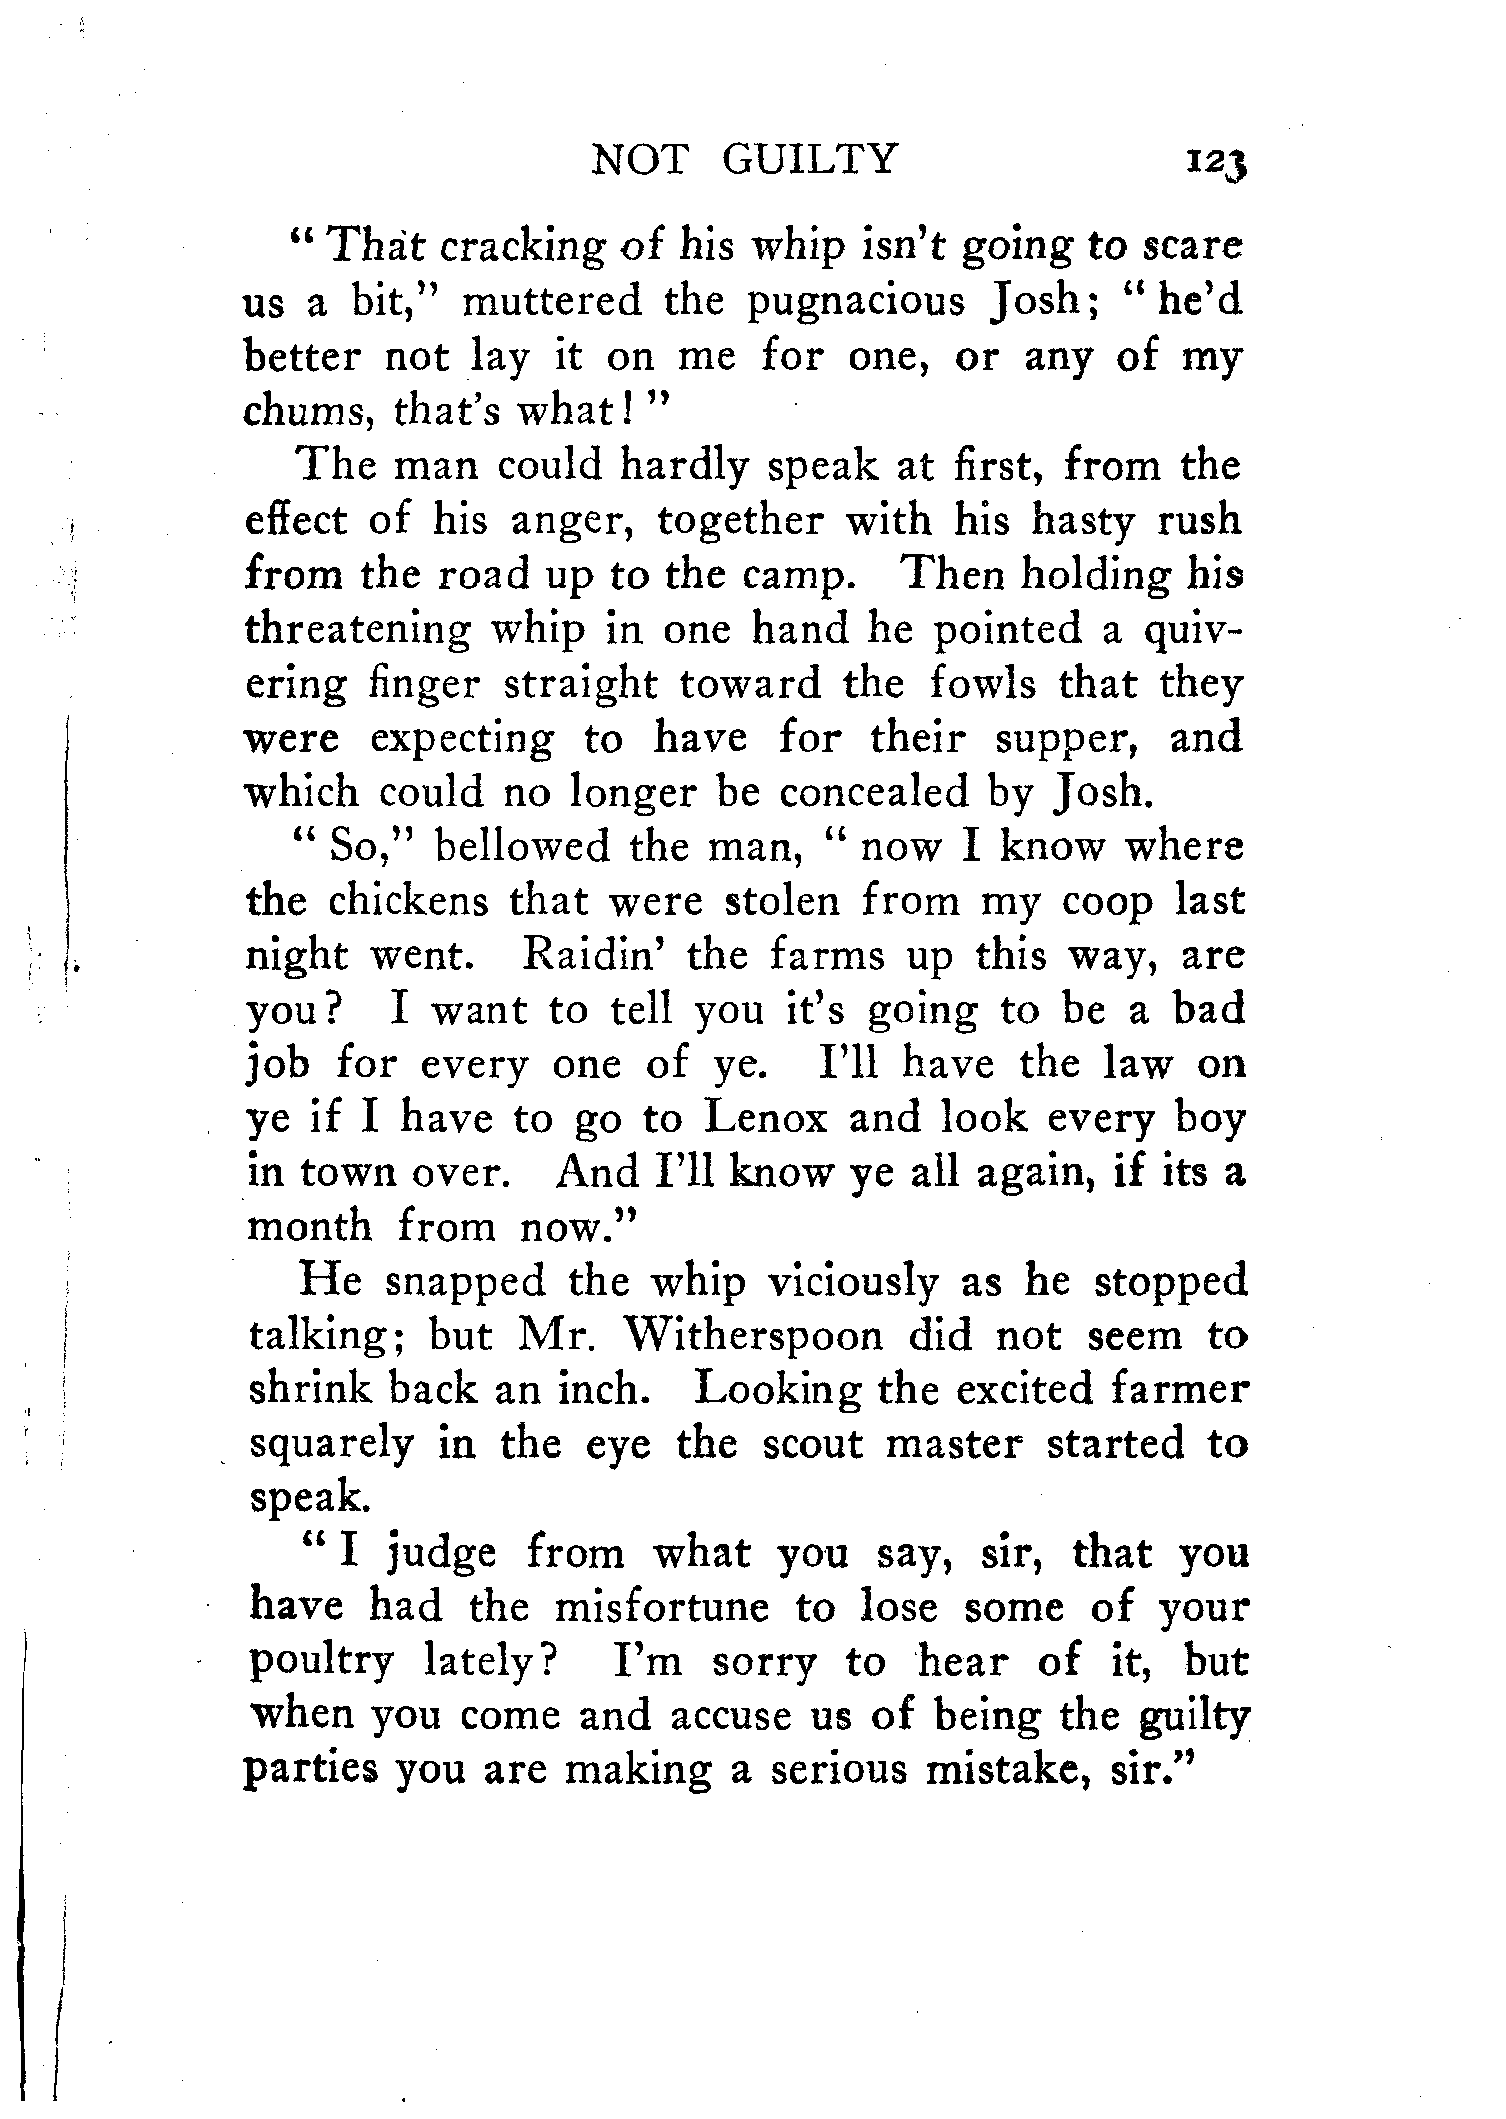 NOT GUILTY 123
“ That cracking of his whip isn’t going to scare
us a bit,” muttered the pugnacious Josh; “ he’d
better not lay it on me for one, or any of my
chums, that’s what! ”
The man could hardly speak at first, from the
effect of his anger, together with his hasty rush
from the road up to the camp. Then holding his
threatening whip in one hand he pointed a quiv-
ering finger straight toward the fowls that they
were expecting to have for their supper, and
which could no longer be concealed by Josh.
“ So,” bellowed the man, “ now I know where
the chickens that were stolen from my coop last
night went. Raidin’ the farms up this way, are
you? I want to tell you it’s going to be a bad
job for every one of ye. I’ll have the law on
ye if I have to go to Lenox and look every boy
in town over. And I’ll know ye all again, if its a
month from now.”
He snapped the whip viciously as he stopped
talking; but Mr. Witherspoon did not seem to
shrink back an inch. Looking the excited farmer
squarely in the eye the scout master started to
speak.
“ I judge from what you say, sir, that you
have had the misfortune to lose some of your
poultry lately? I’m sorry to hear of it, but
when you come and accuse us of being the guilty
parties you are making a serious mistake, sir.”